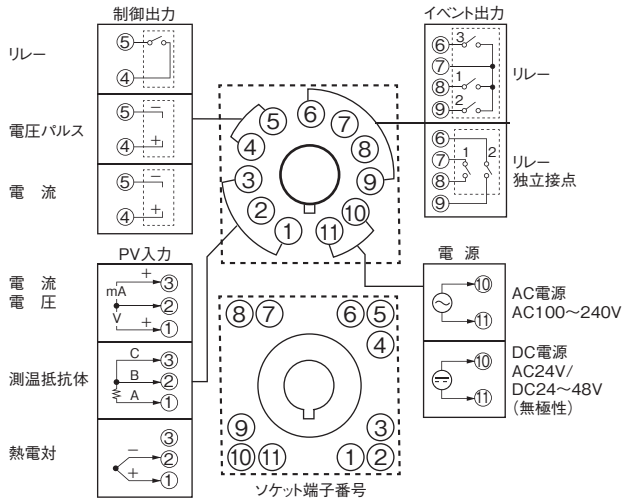 制御出力
リレー
⑤
④
電圧パルス
⑤ −
④ +
電 流
⑤ −
④ +
PV入力
電 流
電 圧
+ ③
mA
②
V
+ ①
測温抵抗体
C ③
B ②
A ①
熱電対
③
− ②
+ ①
⑥
⑤ ⑦
④ ⑧
③ ⑨
② ⑩
① ⑪
⑧⑦ ⑥⑤
④
⑨ ③
⑩⑪ ①②
ソケット端子番号
イベント出力
⑥ 3
⑦
⑧ 1
⑨ 2
リレー
⑥
⑦ 1 2
⑧
⑨
リレー
独立接点
電 源
⑩
⑪
AC電源
AC100～240V
⑩
⑪
DC電源
AC24V/
DC24～48V
(無極性)